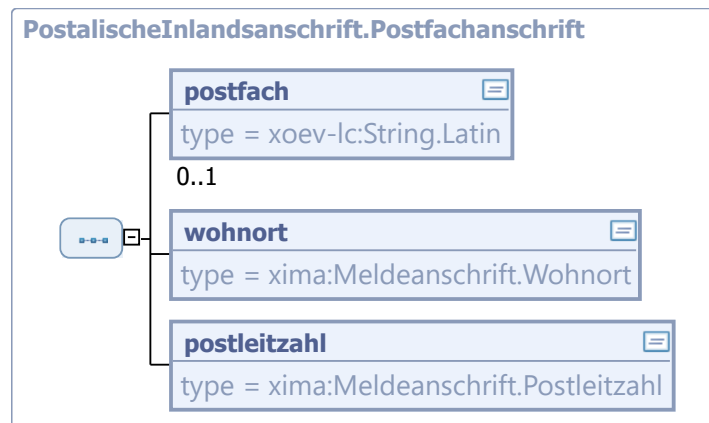 PostalischeInlandsanschrift.Postfachanschrift
postfach
type = xoev-lc:String.Latin
0..1
wohnort
type = xima:Meldeanschrift.Wohnort
postleitzahl
type = xima:Meldeanschrift.Postleitzahl